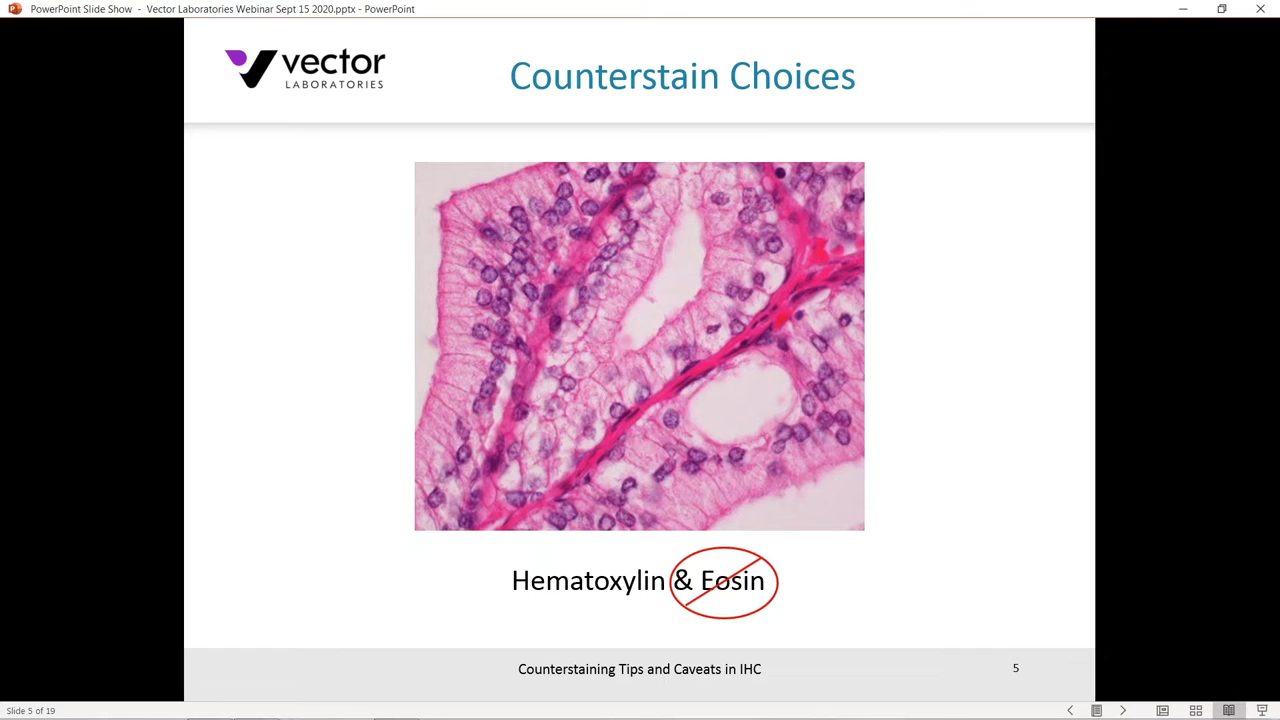 PowerPoint Slide Show - Vector Laboratories Webinar Sept 15 2020.pptx - PowerPoint
vector
LABORATORIES
Counterstain Choices
Hematoxylin & Eosin
Counterstaining Tips and Caveats in IHC
5
Slide 5 of 19